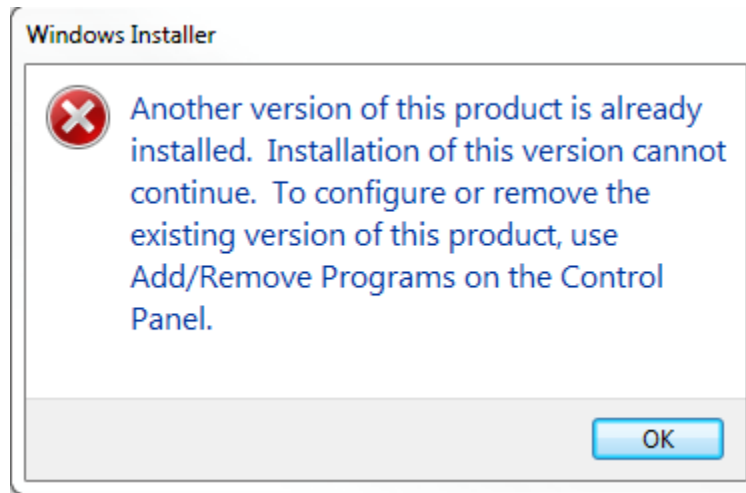 Windows Installer
Another version of this product is already
installed.  Installation of this version cannot
continue.  To configure or remove the
existing version of this product, use
Add/Remove Programs on the Control
Panel.
OK